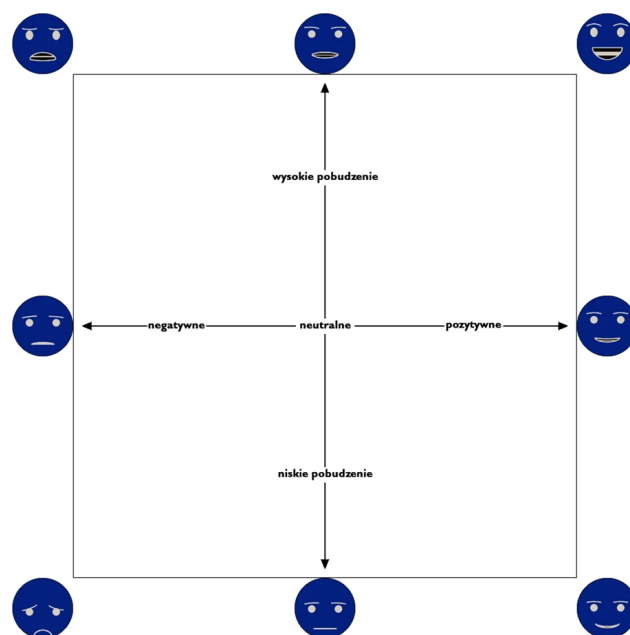 wysokie pobudzenie
negatywne
neutralne
pozytywne
niskie pobudzenie